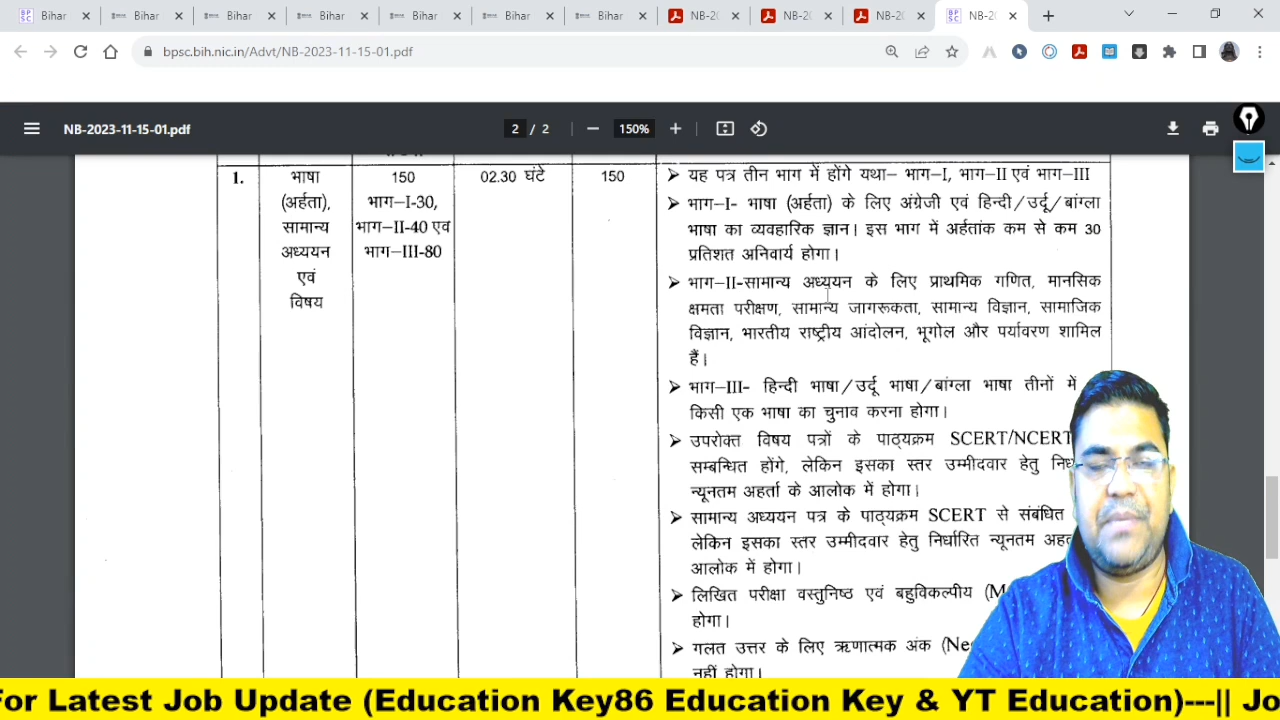 Bihar
Bihar
Bihar
Bihar
Bihar
Bihar
Bihar
NB-20
NB-20
NB-20
NB-20
bpsc.bih.nic.in/Advt/NB-2023-11-15-01.pdf
NB-2023-11-15-01.pdf
2 / 2
150%
1.
भाषा
(अर्हता),
सामान्य
अध्ययन
एवं
विषय
150
भाग-I-30,
भाग-II-40 एवं
भाग-III-80
02.30 घंटे
150
➤ यह पत्र तीन भाग में होंगे यथा- भाग-I, भाग-II एवं भाग-III
➤ भाग-I- भाषा (अर्हता) के लिए अंग्रेजी एवं हिन्दी/उर्दू/बांग्ला
भाषा का व्यवहारिक ज्ञान। इस भाग में अर्हतांक कम से कम 30
प्रतिशत अनिवार्य होगा।
➤ भाग-II-सामान्य अध्ययन के लिए प्राथमिक गणित, मानसिक
क्षमता परीक्षण, सामान्य जागरूकता, सामान्य विज्ञान, सामाजिक
विज्ञान, भारतीय राष्ट्रीय आंदोलन, भूगोल और पर्यावरण शामिल
हैं।
➤ भाग-III- हिन्दी भाषा/उर्दू भाषा/बांग्ला भाषा तीनों में
किसी एक भाषा का चुनाव करना होगा।
➤ उपरोक्त विषय पत्रों के पाठ्यक्रम SCERT/NCERT
सम्बन्धित होंगे, लेकिन इसका स्तर उम्मीदवार हेतु
न्यूनतम अहर्ता के आलोक में होगा।
➤ सामान्य अध्ययन पत्र के पाठ्यक्रम SCERT से संबंधित
लेकिन इसका स्तर उम्मीदवार हेतु निर्धारित न्यूनतम
आलोक में होगा।
➤ लिखित परीक्षा वस्तुनिष्ठ एवं बहुविकल्पीय
होगा।
➤ गलत उत्तर के लिए ऋणात्मक अंक
नहीं होगा।
For Latest Job Update (Education Key86 Education Key & YT Education)---|| Jo